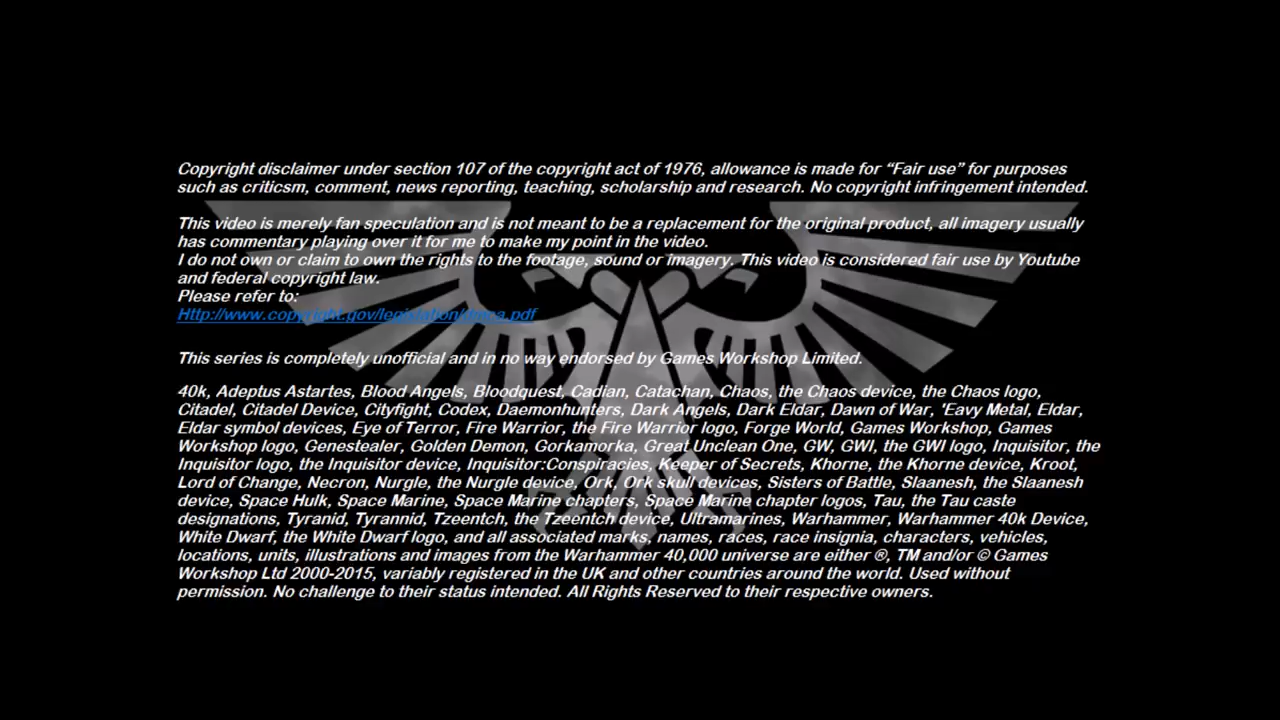 Copyright disclaimer under section 107 of the copyright act of 1976, allowance is made for “Fair use” for purposes
such as criticsm, comment, news reporting, teaching, scholarship and research. No copyright infringement intended.
This video is merely fan speculation and is not meant to be a replacement for the original product, all imagery usually
has commentary playing over it for me to make my point in the video.
I do not own or claim to own the rights to the footage, sound or imagery. This video is considered fair use by Youtube
and federal copyright law.
Please refer to:
Http://www.copyright.gov/legislation/dmca.pdf
This series is completely unofficial and in no way endorsed by Games Workshop Limited.
40k, Adeptus Astartes, Blood Angels, Bloodquest, Cadian, Catachan, Chaos, the Chaos device, the Chaos logo,
Citadel, Citadel Device, Cityfight, Codex, Daemonhunters, Dark Angels, Dark Eldar, Dawn of War, 'Eavy Metal, Eldar,
Eldar symbol devices, Eye of Terror, Fire Warrior, the Fire Warrior logo, Forge World, Games Workshop, Games
Workshop logo, Genestealer, Golden Demon, Gorkamorka, Great Unclean One, GW, GWI, the GWI logo, Inquisitor, the
Inquisitor logo, the Inquisitor device, Inquisitor:Conspiracies, Keeper of Secrets, Khorne, the Khorne device, Kroot,
Lord of Change, Necron, Nurgle, the Nurgle device, Ork, Ork skull devices, Sisters of Battle, Slaanesh, the Slaanesh
device, Space Hulk, Space Marine, Space Marine chapters, Space Marine chapter logos, Tau, the Tau caste
designations, Tyranid, Tyrannid, Tzeentch, the Tzeentch device, Ultramarines, Warhammer, Warhammer 40k Device,
White Dwarf, the White Dwarf logo, and all associated marks, names, races, race insignia, characters, vehicles,
locations, units, illustrations and images from the Warhammer 40,000 universe are either ®, TM and/or © Games
Workshop Ltd 2000-2015, variably registered in the UK and other countries around the world. Used without
permission. No challenge to their status intended. All Rights Reserved to their respective owners.